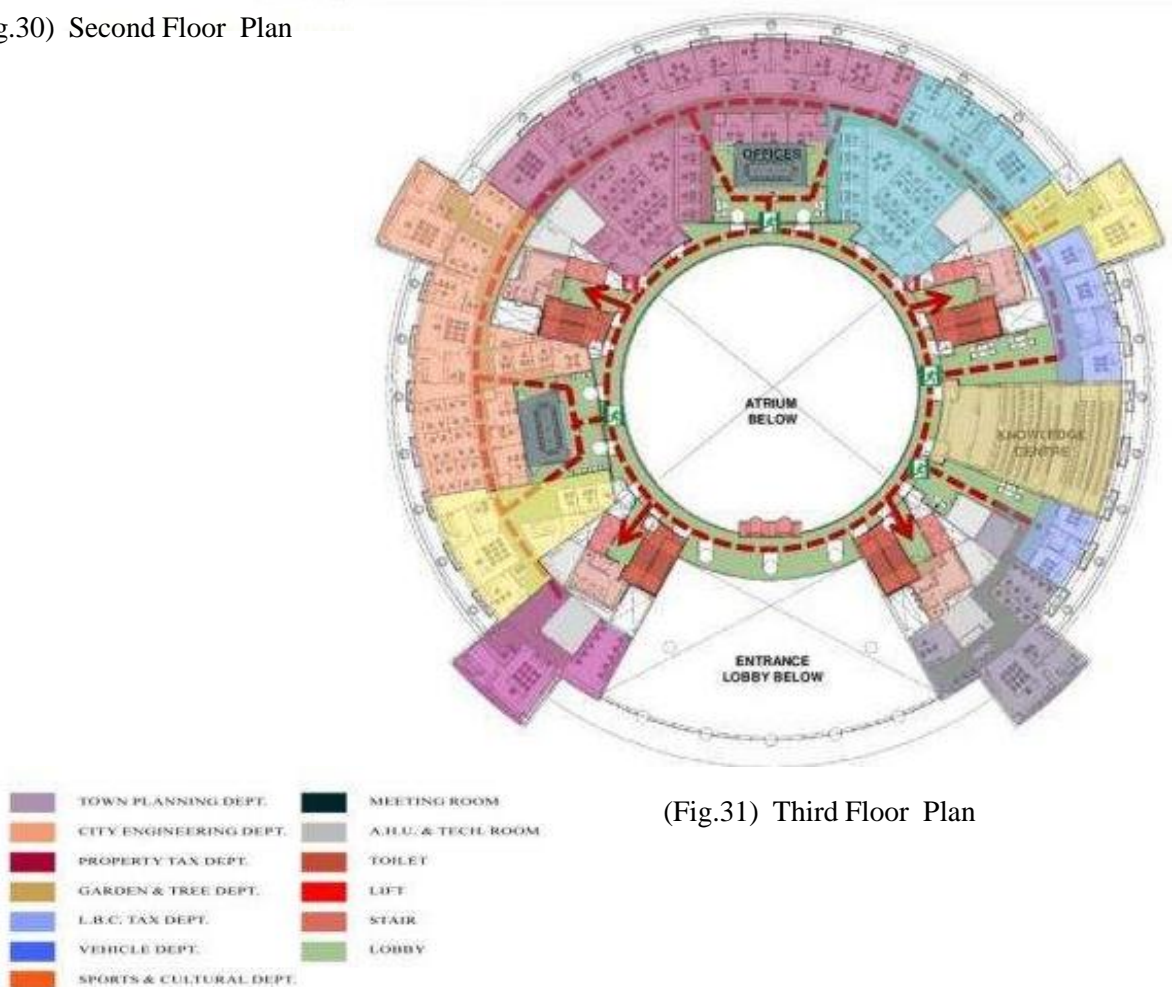 g.30) Second Floor Plan
OFFICES
ATRIUM
BELOW
KNOWLEDGE
CENTRE
ENTRANCE
LOBBY BELOW
(Fig.31) Third Floor Plan
TOWN PLANNING DEPT.
CITY ENGINEERING DEPT.
PROPERTY TAX DEPT.
GARDEN & TREE DEPT.
L.B.C. TAX DEPT.
VEHICLE DEPT.
SPORTS & CULTURAL DEPT.
MEETING ROOM
A.H.U. & TECH. ROOM
TOILET
LIFT
STAIR
LOBBY